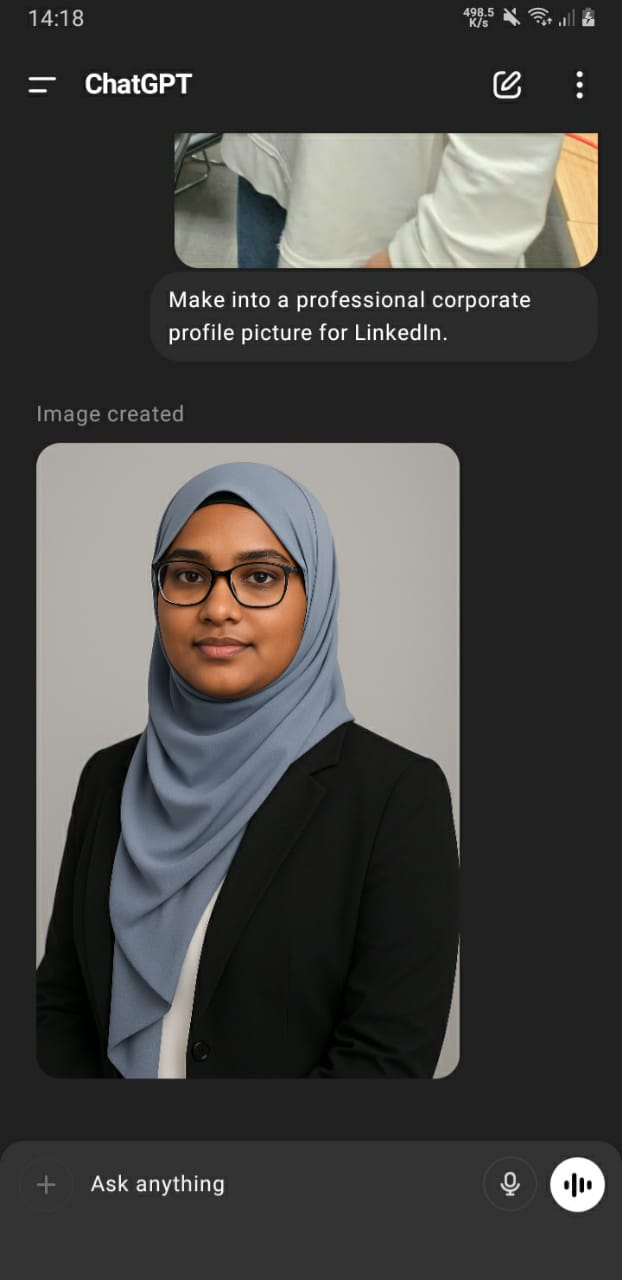 14:18
498.5
K/s
ChatGPT
Make into a professional corporate
profile picture for LinkedIn.
Image created
Ask anything